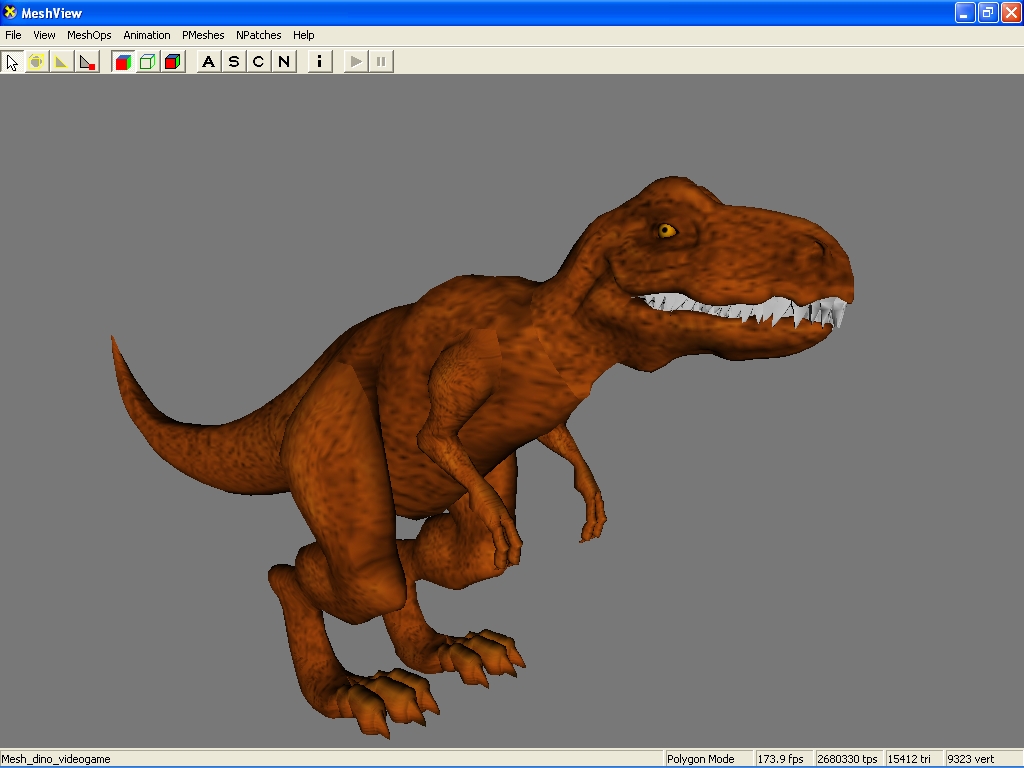 MeshView
File View MeshOps Animation PMeshes NPatches Help
A S C N i
Mesh_dino_videogame Polygon Mode 173.9 fps 2680330 tps 15412 tri 9323 vert